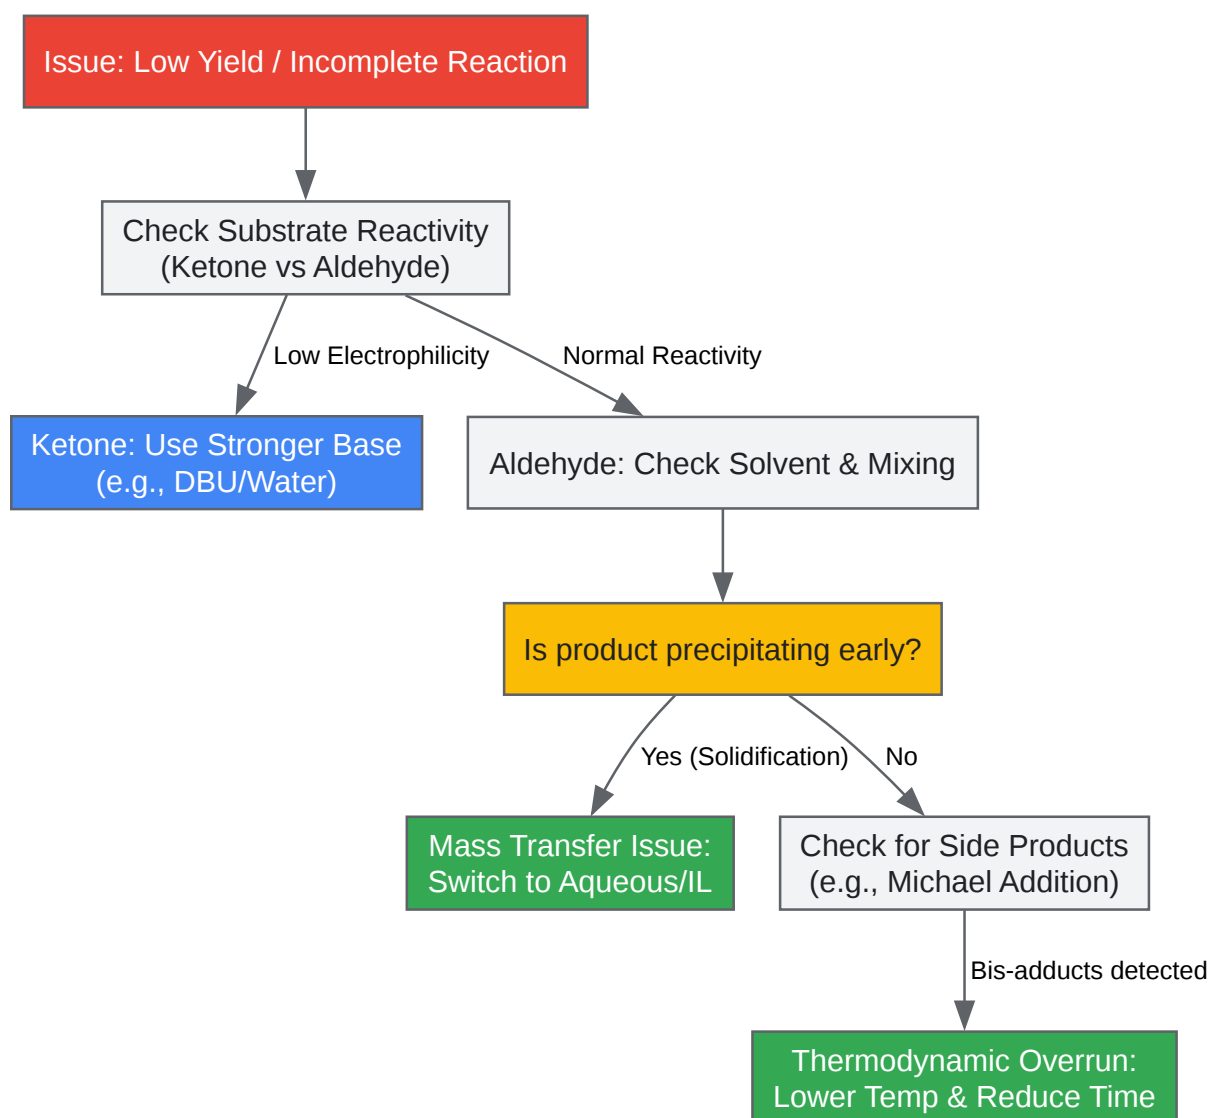 Issue: Low Yield / Incomplete Reaction
Check Substrate Reactivity
(Ketone vs Aldehyde)
Low Electrophilicity
Normal Reactivity
Ketone: Use Stronger Base
(e.g., DBU/Water)
Aldehyde: Check Solvent & Mixing
Is product precipitating early?
Yes (Solidification)
No
Mass Transfer Issue:
Switch to Aqueous/IL
Check for Side Products
(e.g., Michael Addition)
Bis-adducts detected
Thermodynamic Overrun:
Lower Temp & Reduce Time